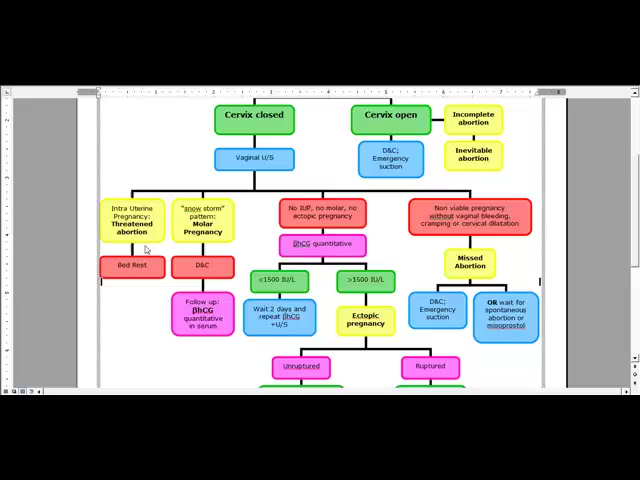 Cervix closed
Cervix open
Incomplete
abortion
Vaginal U/S
D&C;
Emergency
suction
Inevitable
abortion
Intra Uterine
Pregnancy:
Threatened
abortion
"snow storm"
pattern:
Molar
Pregnancy
No IUP, no molar, no
ectopic pregnancy
Non viable pregnancy
without vaginal bleeding,
cramping or cervical dilatation
βhCG quantitative
Bed Rest
D&C
<1500 IU/L
>1500 IU/L
Missed
Abortion
Follow up:
βhCG
quantitative
in serum
Wait 2 days and
repeat βhCG
+U/S
Ectopic
pregnancy
D&C;
Emergency
suction
OR wait for
spontaneous
abortion or
misoprostol
Unruptured
Ruptured